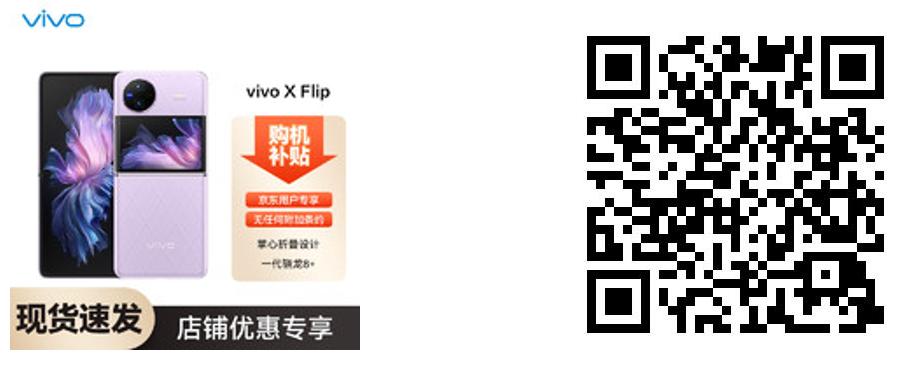 vivo
vivo X Flip
购机
补贴
京东用户专享
无任何附加条约
掌心折叠设计
一代骁龙8+
vivo
现货速发
店铺优惠专享